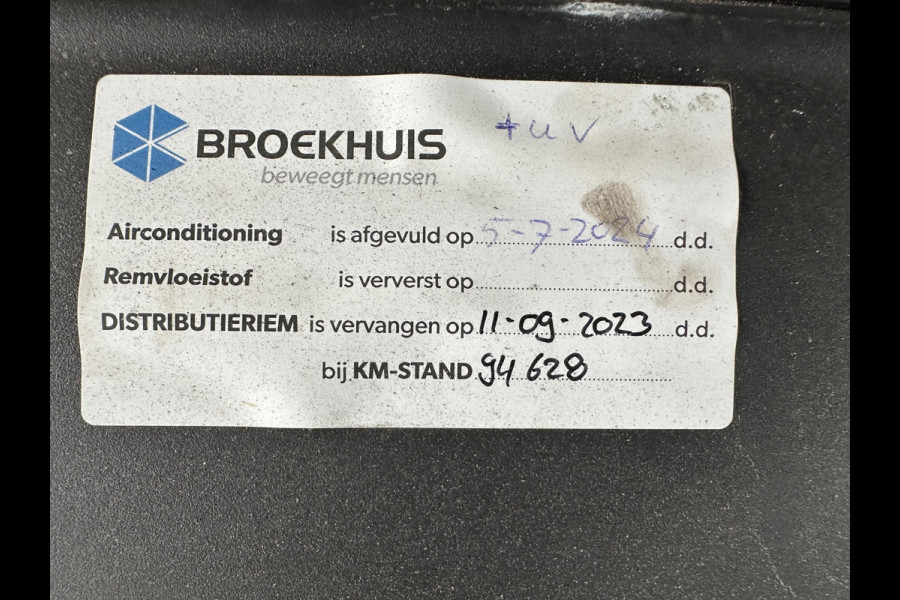 BROEKHUIS + u v
beweegt mensen
Airconditioning is afgevuld op 5-7-2024 d.d.
Remvloeistof is ververst op d.d.
DISTRIBUTIERIEM is vervangen op 11-09-2023 d.d.
bij KM-STAND 94 628